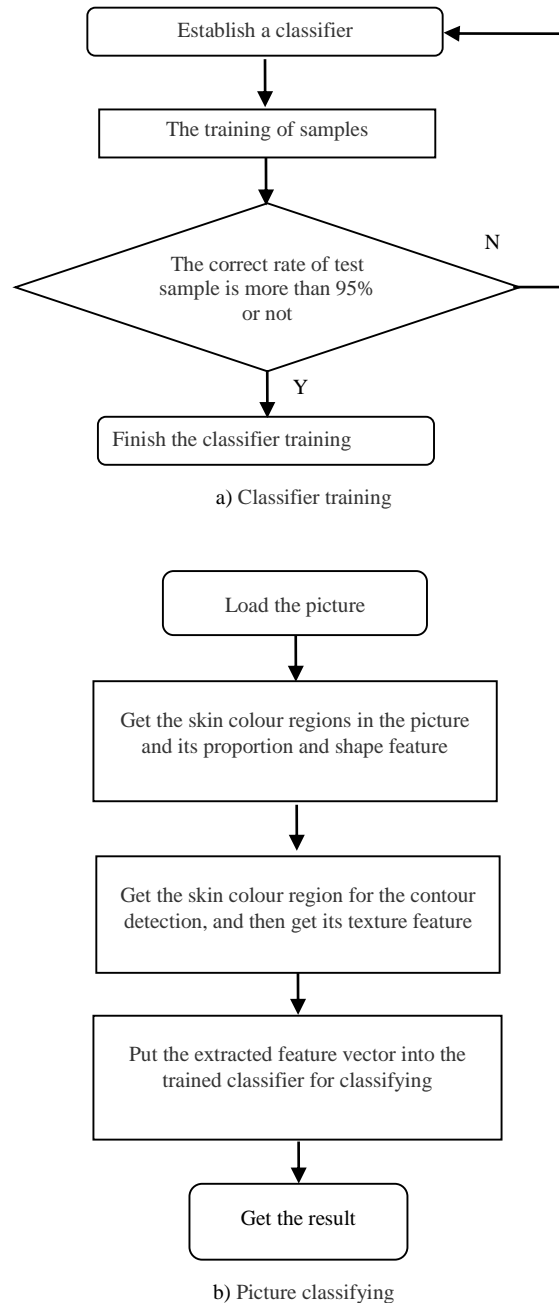 Establish a classifier
The training of samples
N
The correct rate of test
sample is more than 95%
or not
Y
Finish the classifier training
a) Classifier training
Load the picture
Get the skin colour regions in the picture
and its proportion and shape feature
Get the skin colour region for the contour
detection, and then get its texture feature
Put the extracted feature vector into the
trained classifier for classifying
Get the result
b) Picture classifying